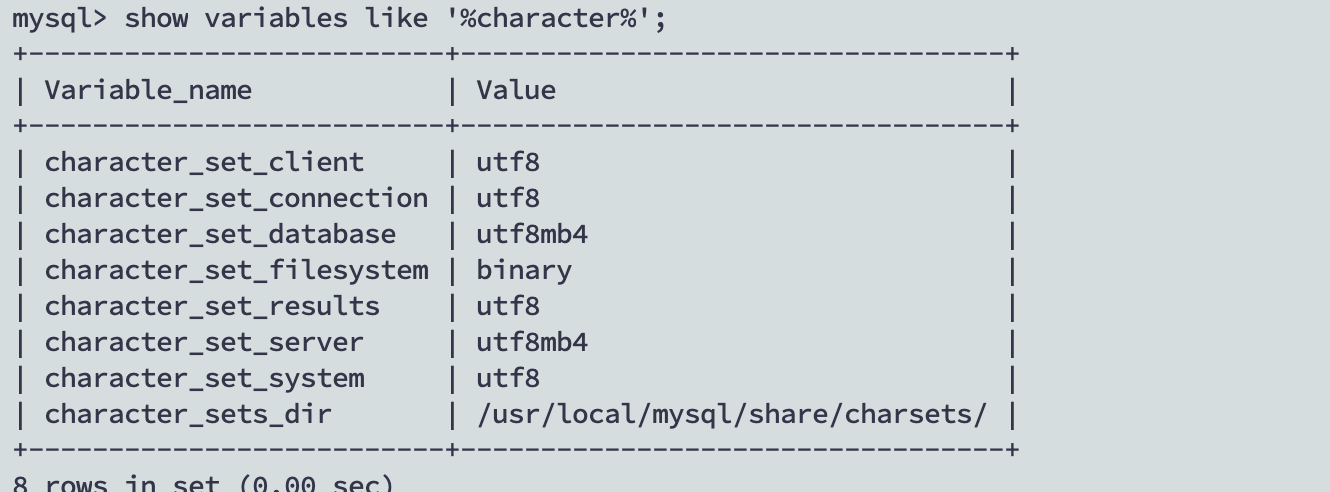 mysql> show variables like '%character%';
+--------------------------+----------------------------------+
| Variable_name            | Value                            |
+--------------------------+----------------------------------+
| character_set_client     | utf8                             |
| character_set_connection | utf8                             |
| character_set_database   | utf8mb4                          |
| character_set_filesystem | binary                           |
| character_set_results    | utf8                             |
| character_set_server     | utf8mb4                          |
| character_set_system     | utf8                             |
| character_sets_dir       | /usr/local/mysql/share/charsets/ |
+--------------------------+----------------------------------+
8 rows in set (0.00 sec)